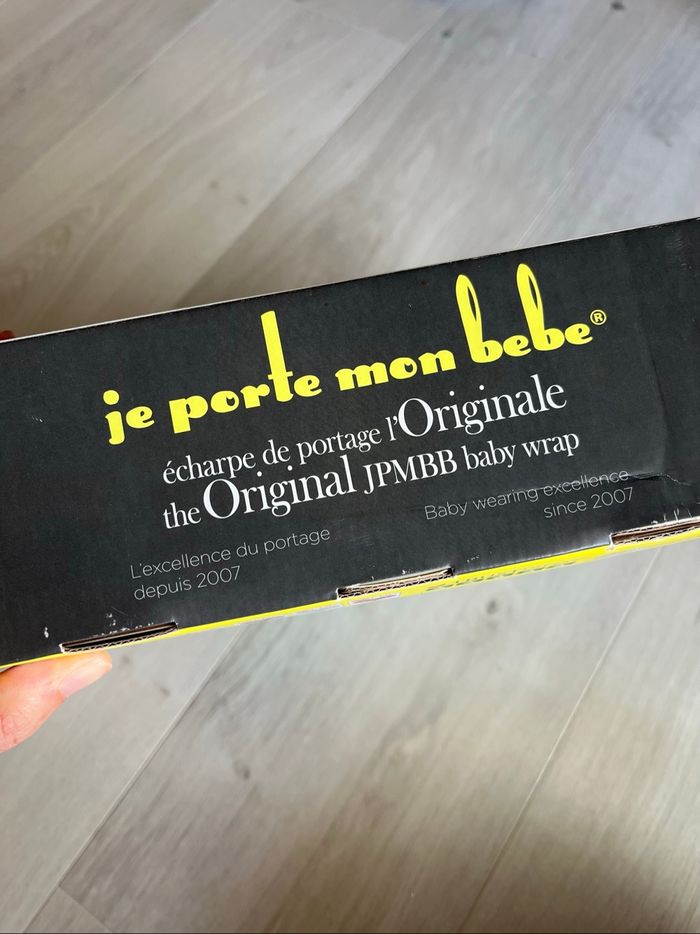 je porte mon bebe®
écharpe de portage l'Originale
the Original JPMBB baby wrap
L'excellence du portage
depuis 2007
Baby wearing excellence
since 2007